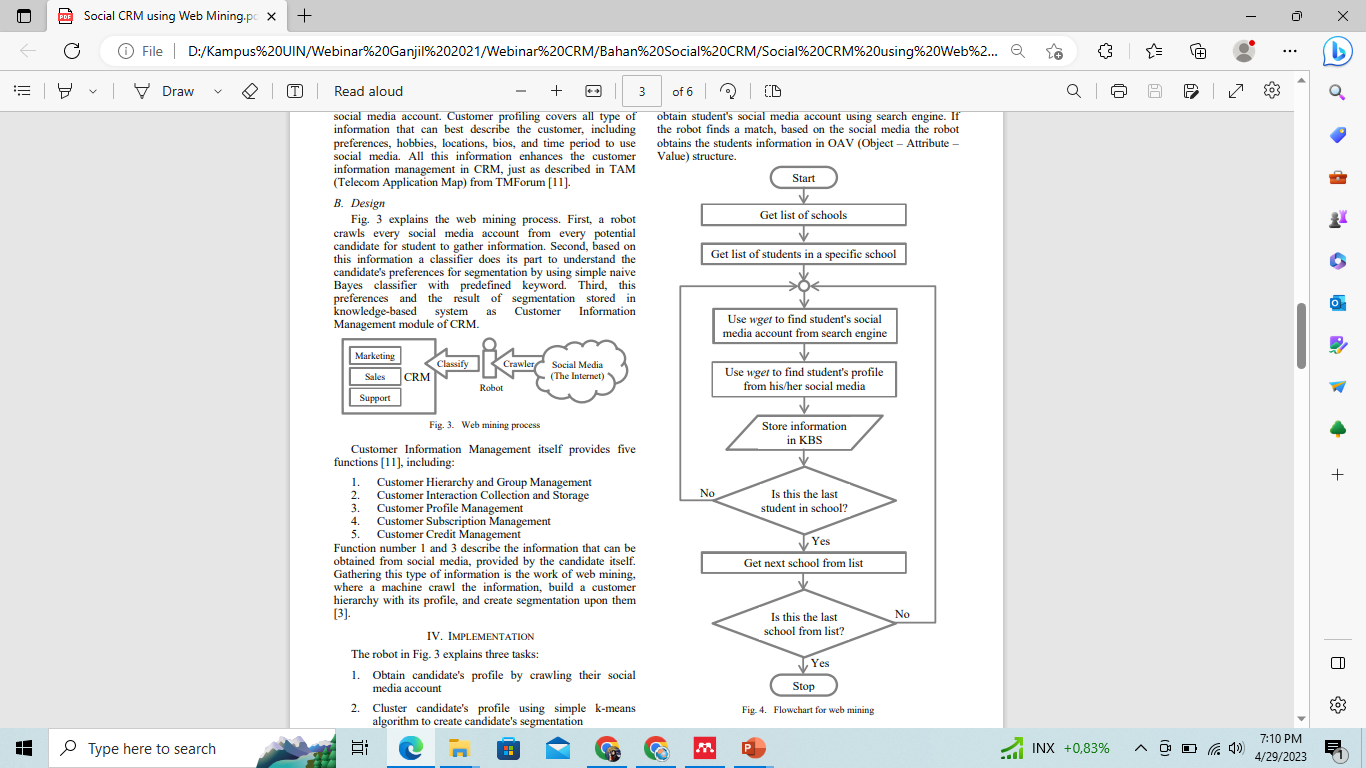 Social CRM using Web Mining.pc
File
D:/Kampus%20UIN/Webinar%20Ganjil%202021/Webinar%20CRM/Bahan%20Social%20CRM/Social%20CRM%20using%20Web%2...
Draw
Read aloud
3
of 6
social media account. Customer profiling covers all type of
information that can best describe the customer, including
preferences, hobbies, locations, bios, and time period to use
social media. All this information enhances the customer
information management in CRM, just as described in TAM
(Telecom Application Map) from TMForum [11].
B. Design
Fig. 3 explains the web mining process. First, a robot
crawls every social media account from every potential
candidate for student to gather information. Second, based on
this information a classifier does its part to understand the
candidate's preferences for segmentation by using simple naive
Bayes classifier with predefined keyword. Third, this
preferences and the result of segmentation stored in
knowledge-based system as Customer Information
Management module of CRM.
Marketing
Sales
Support
CRM
Classify
Robot
Crawler
Social Media
(The Internet)
Fig. 3. Web mining process
Customer Information Management itself provides five
functions [11], including:
1. Customer Hierarchy and Group Management
2. Customer Interaction Collection and Storage
3. Customer Profile Management
4. Customer Subscription Management
5. Customer Credit Management
Function number 1 and 3 describe the information that can be
obtained from social media, provided by the candidate itself.
Gathering this type of information is the work of web mining,
where a machine crawl the information, build a customer
hierarchy with its profile, and create segmentation upon them
[3].
IV. IMPLEMENTATION
The robot in Fig. 3 explains three tasks:
1. Obtain candidate's profile by crawling their social
media account
2. Cluster candidate's profile using simple k-means
algorithm to create candidate's segmentation
obtain student's social media account using search engine. If
the robot finds a match, based on the social media the robot
obtains the students information in OAV (Object – Attribute –
Value) structure.
Start
Get list of schools
Get list of students in a specific school
Use wget to find student's social
media account from search engine
Use wget to find student's profile
from his/her social media
Store information
in KBS
No
Is this the last
student in school?
Yes
Get next school from list
Is this the last
school from list?
No
Yes
Stop
Fig. 4. Flowchart for web mining
Type here to search
INX +0,83%
7:10 PM
4/29/2023
1